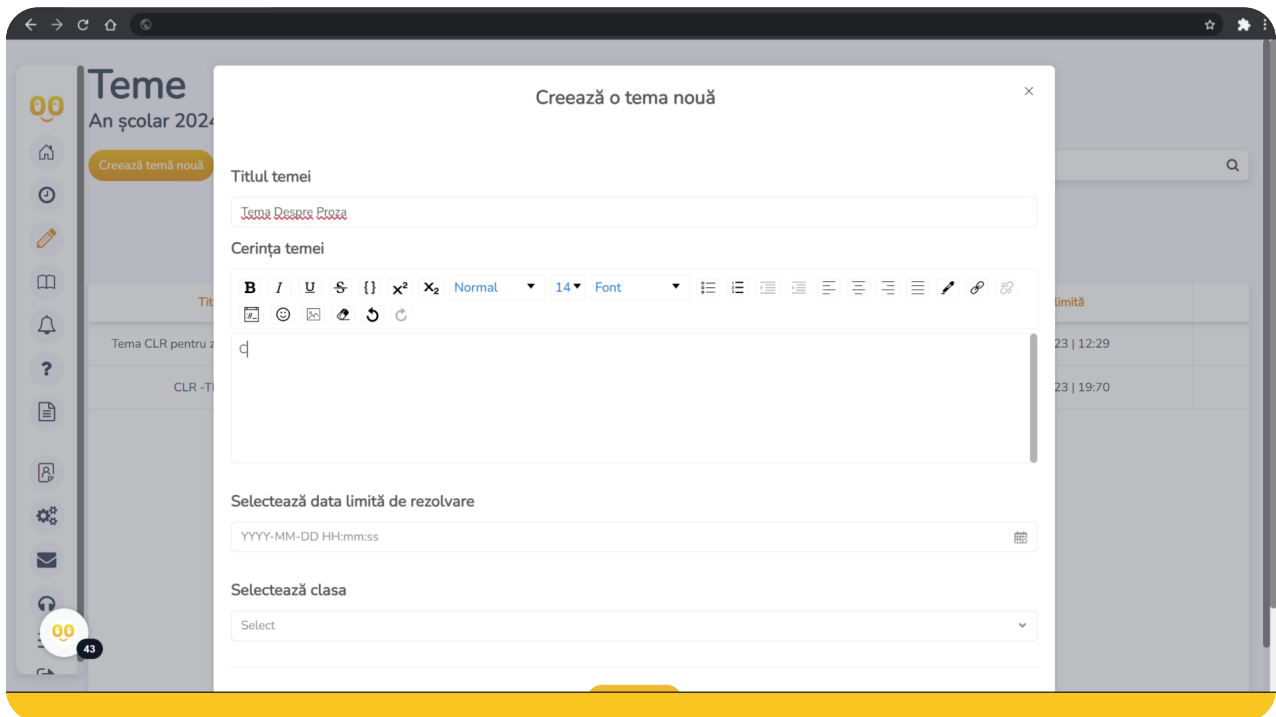 Teme
An școlar 2024
Creează temă nouă
Creează o tema nouă
Titlul temei
Tema Despre Proza
Cerința temei
B I U S {} x² x₂ Normal 14 Font
C
Selectează data limită de rezolvare
YYYY-MM-DD HH:mm:ss
Selectează clasa
Select
Tit
limită
Tema CLR pentru
23 | 12:29
CLR -T
23 | 19:70
?
43